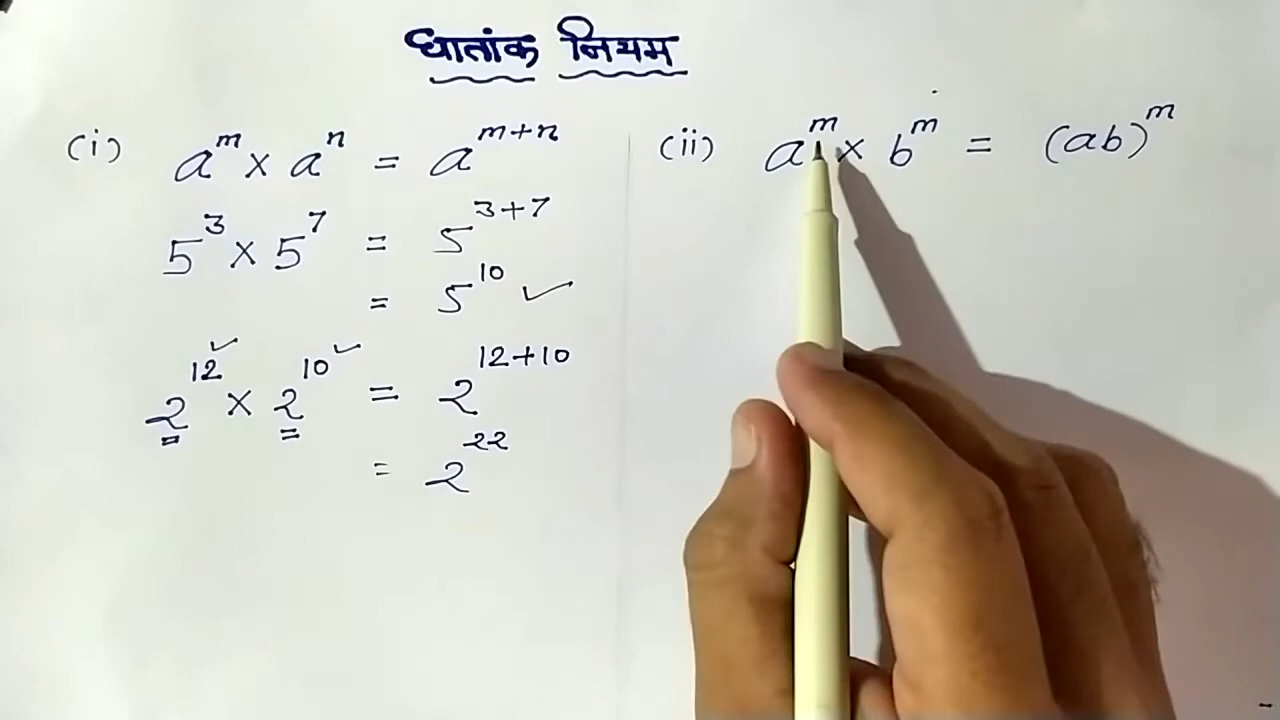 घातांक नियम
(i) a^m × a^n = a^{m+n}
5^3 × 5^7 = 5^{3+7}
= 5^{10} ✓
2^{12} ✓ × 2^{10} ✓ = 2^{12+10}
= 2^{22}
(ii) a^m × b^m = (ab)^m